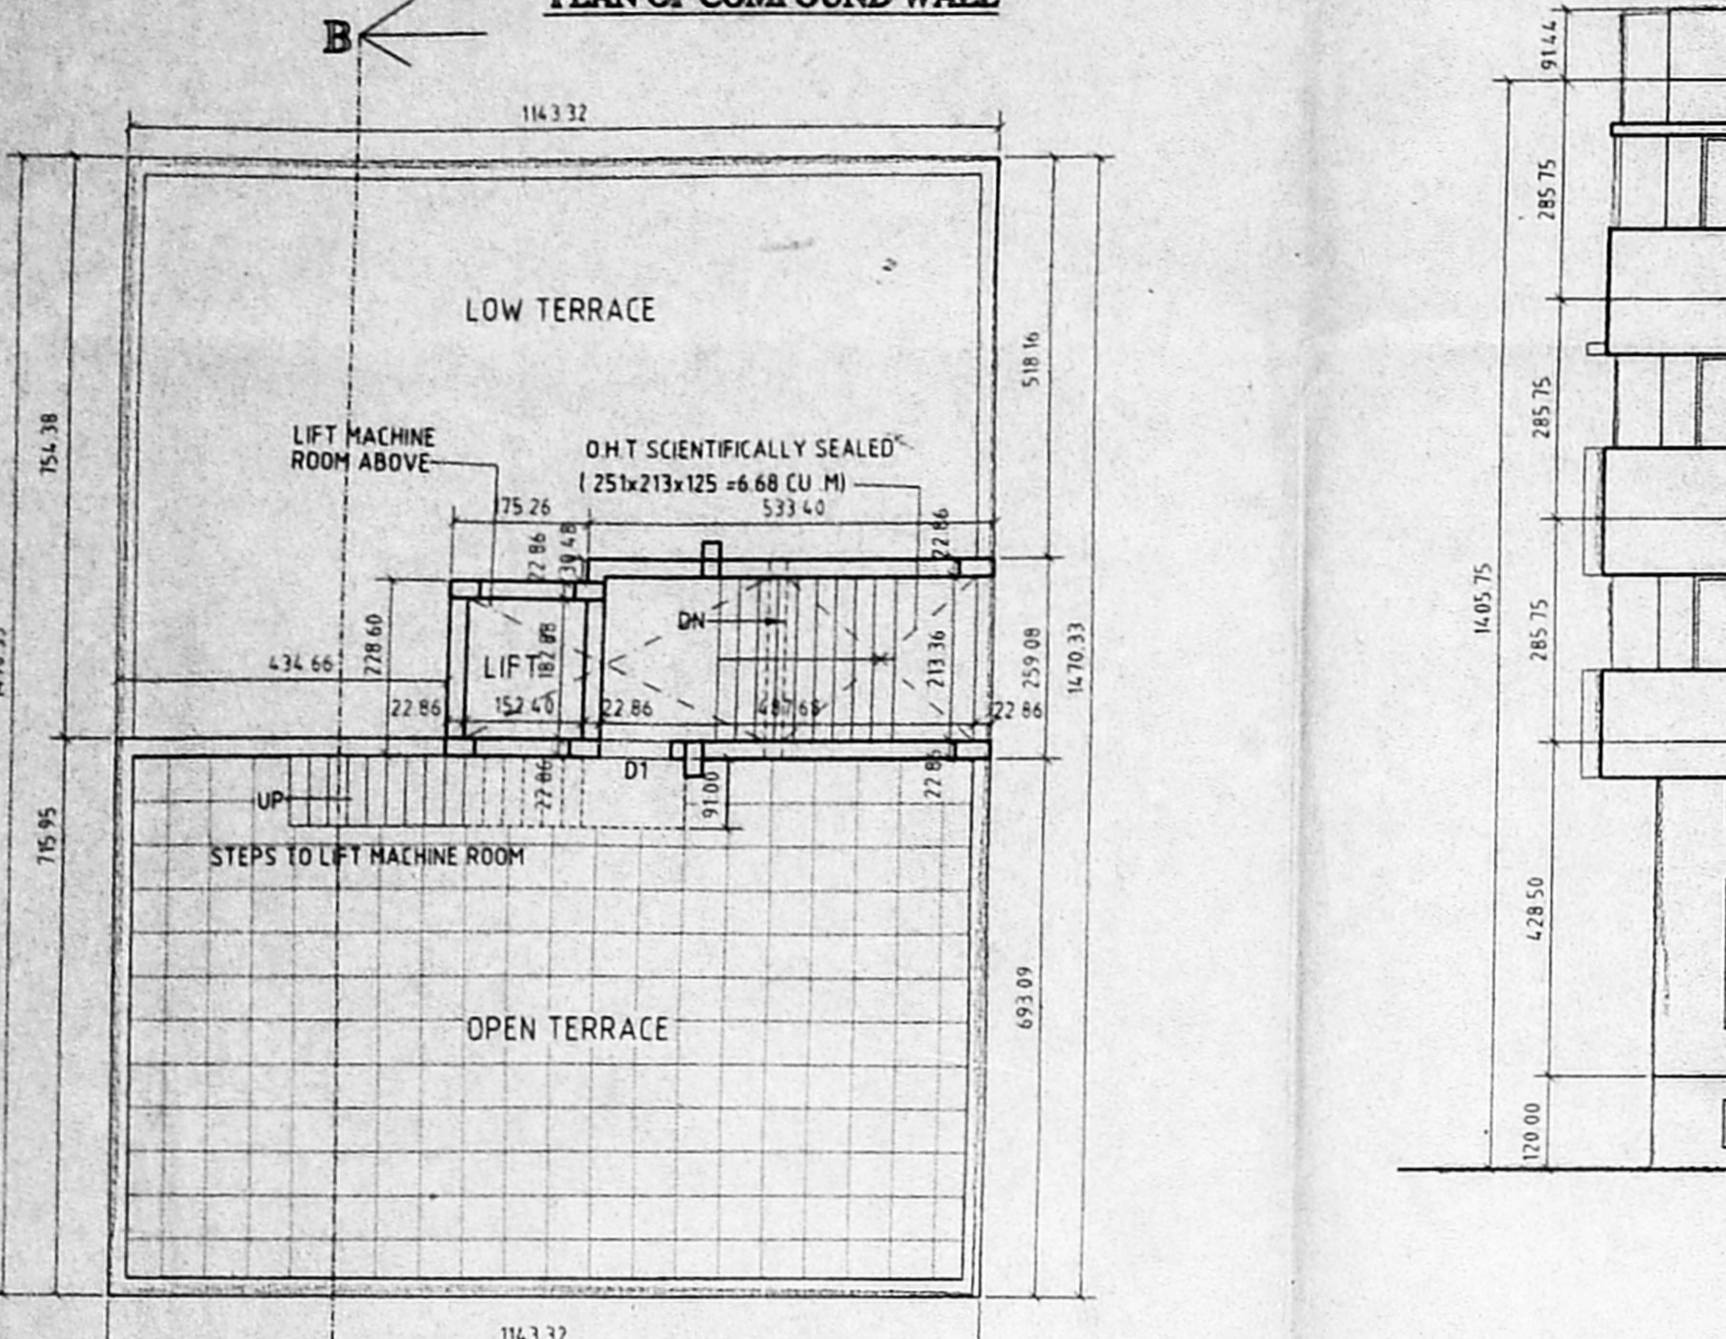 PLAN OF COMPOUND WALL
B
1143.32
91.44
285.75
LOW TERRACE
518.16
754.38
LIFT MACHINE
ROOM ABOVE
O.H.T SCIENTIFICALLY SEALED
( 251x213x125 =6.68 CU .M)
285.75
175.26
533.40
22.86
30.48
22.86
1405.75
228.60
DN
182.88
213.36
259.08
1470.33
285.75
434.66
LIFT
22.86
152.40
22.86
487.68
22.86
D1
22.86
91.00
22.86
UP
715.95
STEPS TO LIFT MACHINE ROOM
428.50
OPEN TERRACE
693.09
120.00
1143.32